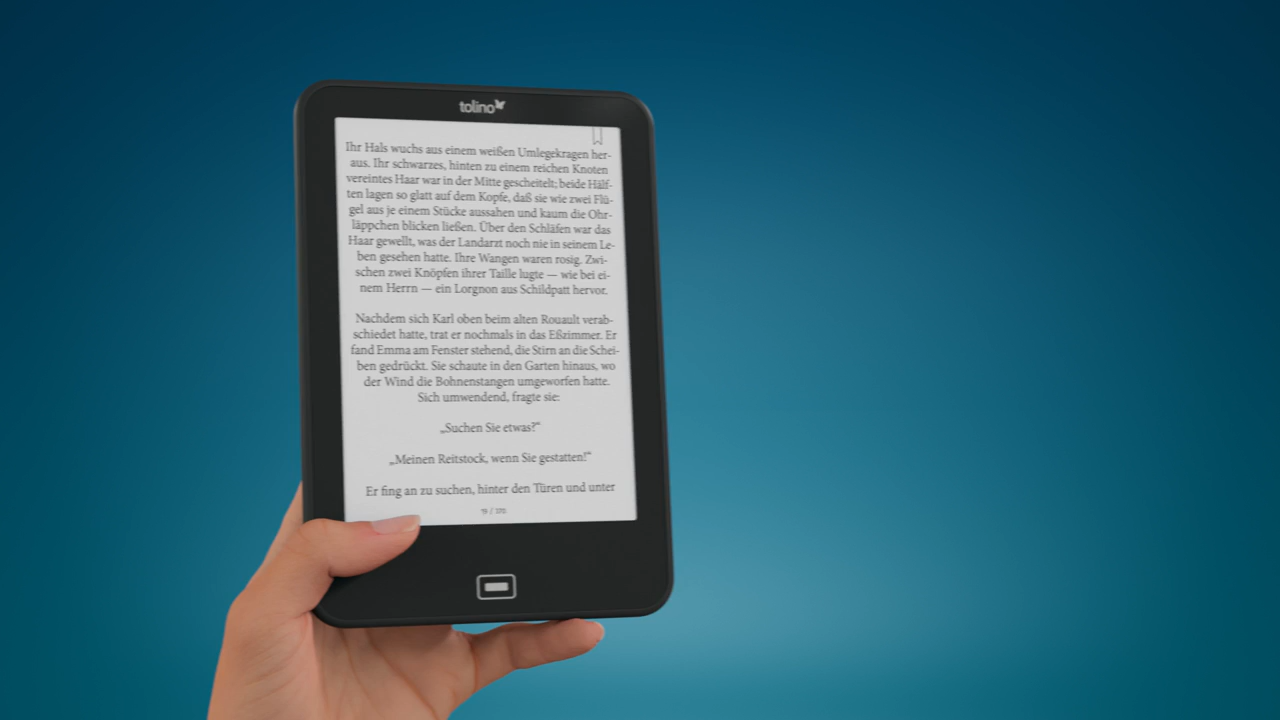 tolino
Ihr Hals wuchs aus einem weißen Umlegekragen her-
aus. Ihr schwarzes, hinten zu einem reichen Knoten
vereintes Haar war in der Mitte gescheitelt; beide Hälf-
ten lagen so glatt auf dem Kopfe, daß sie wie zwei Flü-
gel aus je einem Stücke aussahen und kaum die Ohr-
läppchen blicken ließen. Über den Schläfen war das
Haar gewellt, was der Landarzt noch nie in seinem Le-
ben gesehen hatte. Ihre Wangen waren rosig. Zwi-
schen zwei Knöpfen ihrer Taille lugte — wie bei ei-
nem Herrn — ein Lorgnon aus Schildpatt hervor.
Nachdem sich Karl oben beim alten Rouault verab-
schiedet hatte, trat er nochmals in das Eßzimmer. Er
fand Emma am Fenster stehend, die Stirn an die Schei-
ben gedrückt. Sie schaute in den Garten hinaus, wo
der Wind die Bohnenstangen umgeworfen hatte.
Sich umwendend, fragte sie:
„Suchen Sie etwas?“
„Meinen Reitstock, wenn Sie gestatten!“
Er fing an zu suchen, hinter den Türen und unter